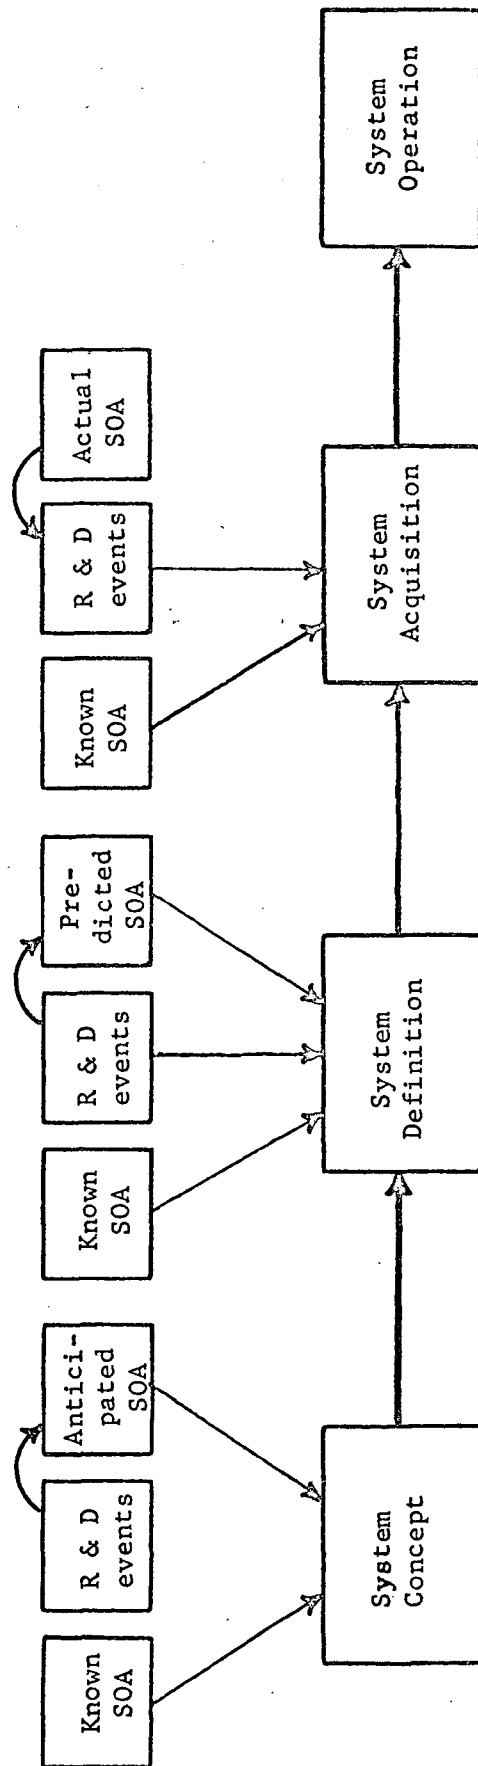 Known
SOA
R & D
events
Antici-
pated
SOA
Known
SOA
R & D
events
Pre-
dicted
SOA
Known
SOA
R & D
events
Actual
SOA
System
Concept
System
Definition
System
Acquisition
System
Operation